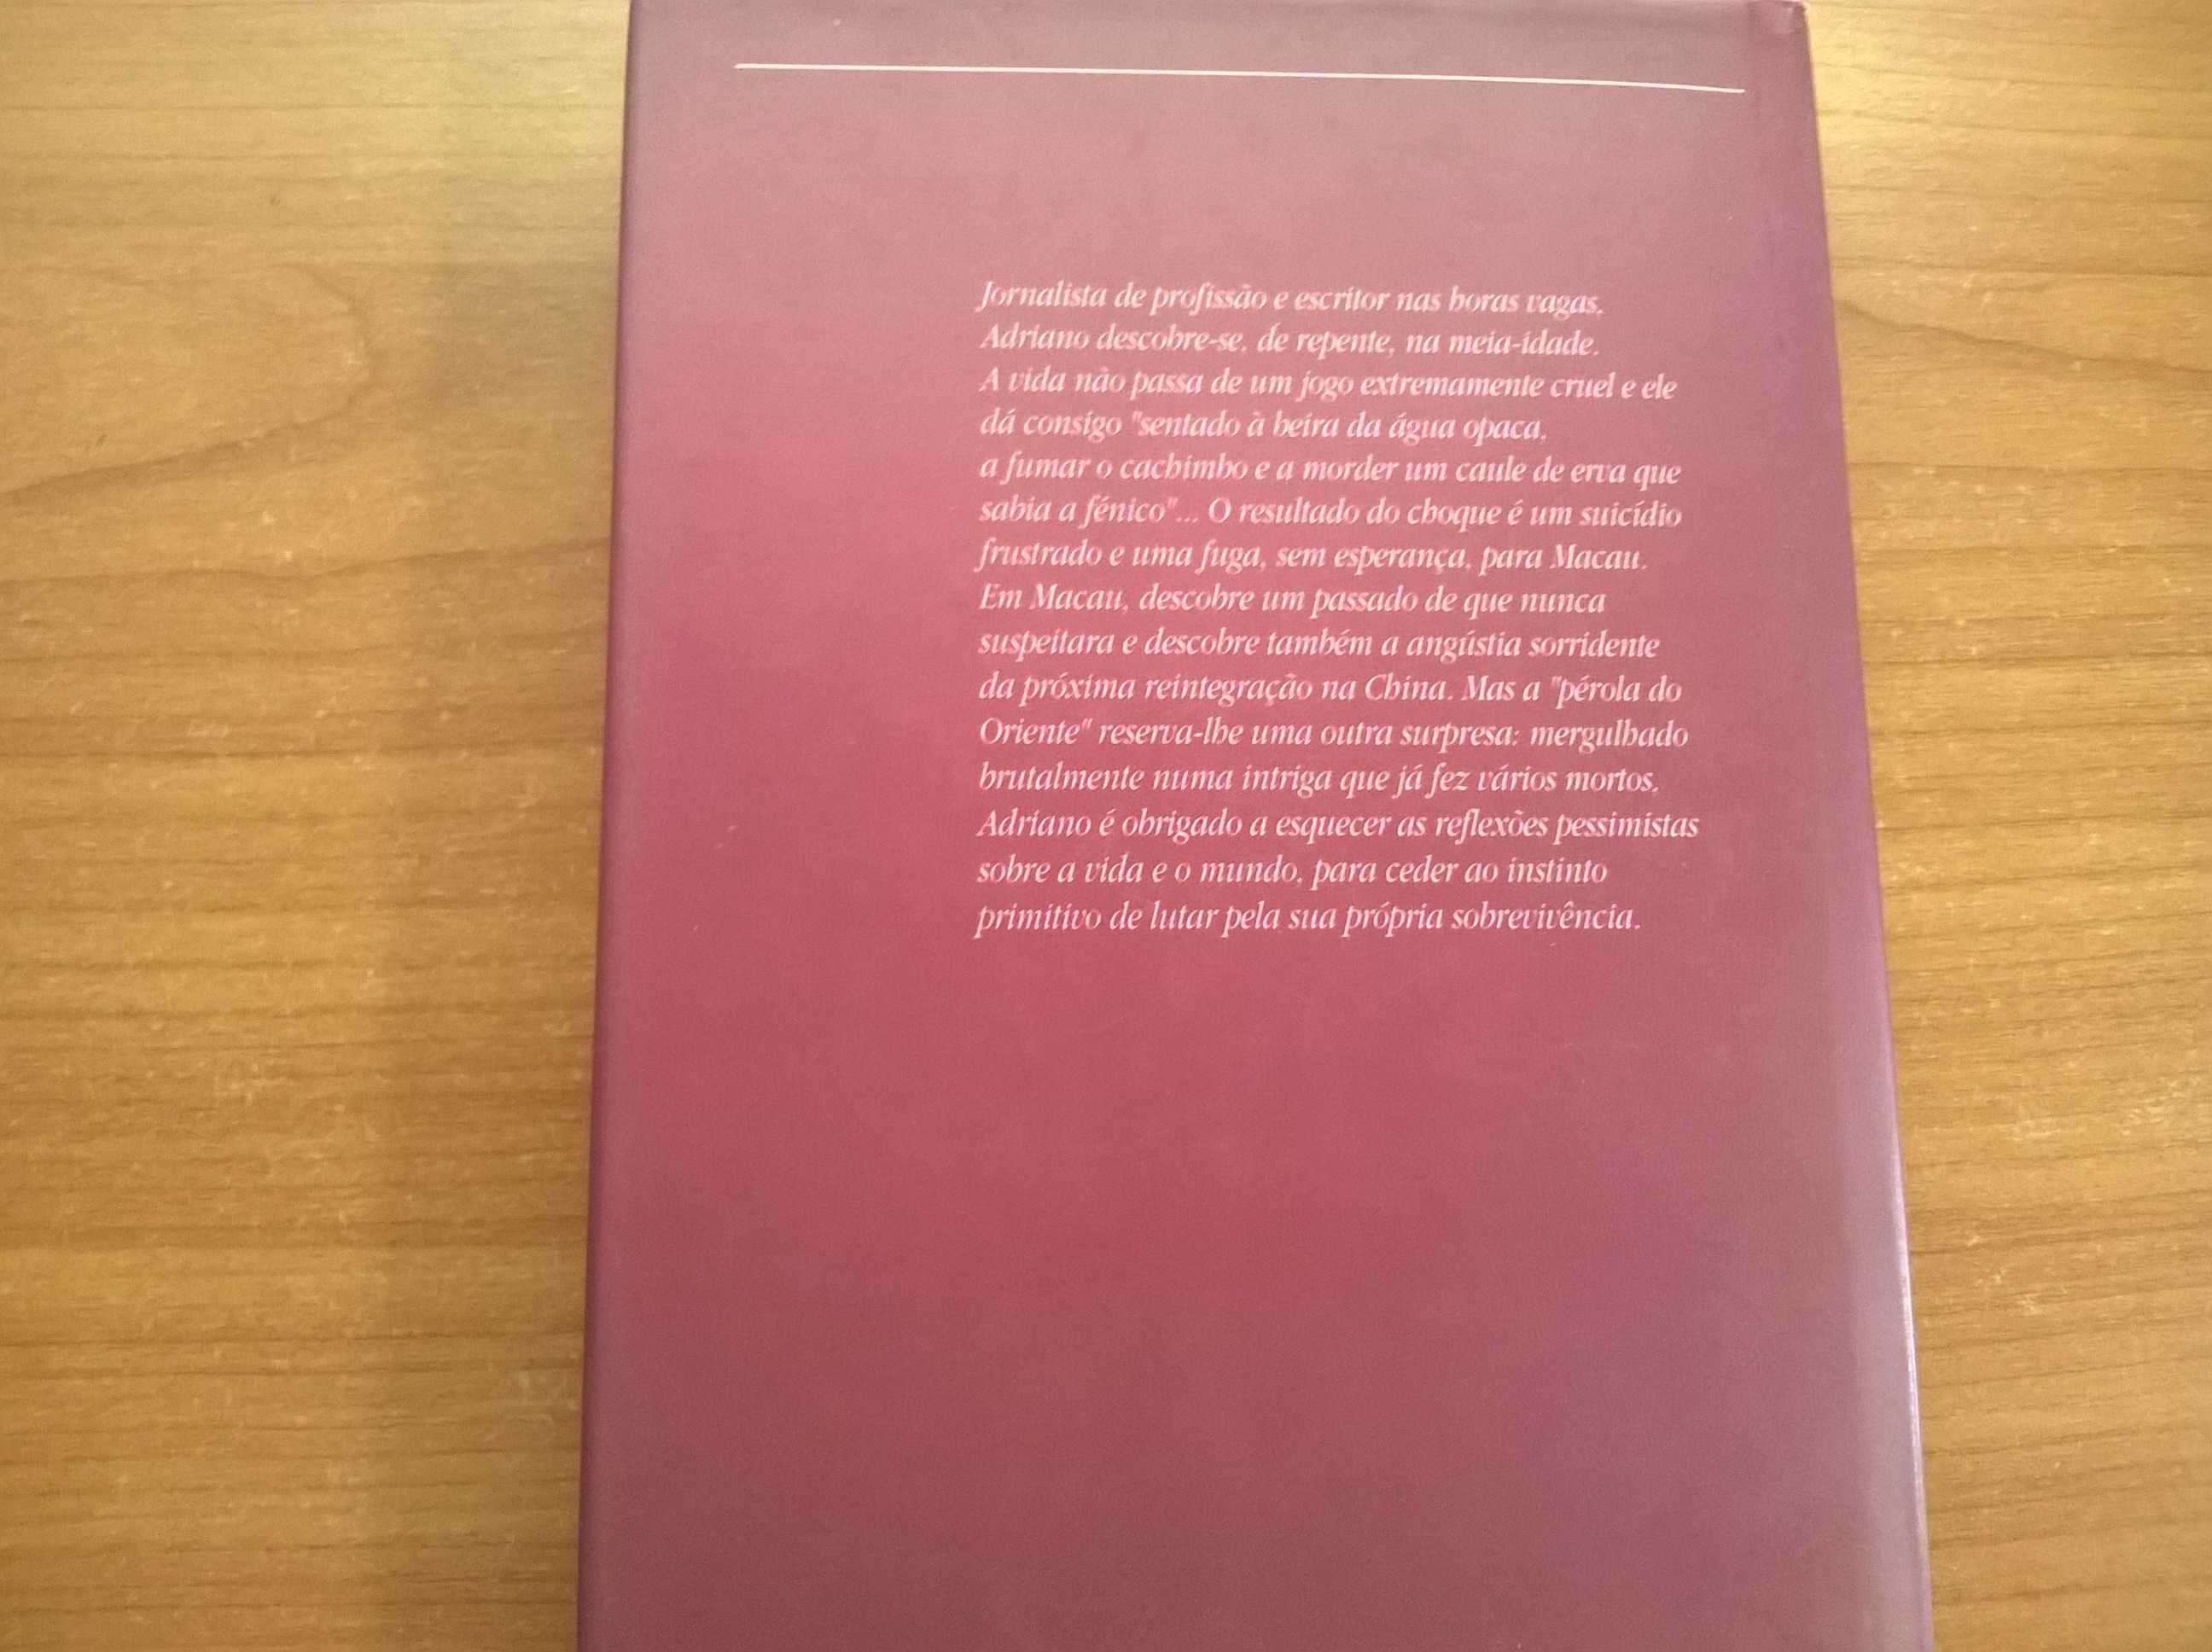 Jornalista de profissão e escritor nas horas vagas,
Adriano descobre-se, de repente, na meia-idade.
A vida não passa de um jogo extremamente cruel e ele
dá consigo "sentado à beira da água opaca,
a fumar o cachimbo e a morder um caule de erva que
sabia a fénico"... O resultado do choque é um suicídio
frustrado e uma fuga, sem esperança, para Macau.
Em Macau, descobre um passado de que nunca
suspeitara e descobre também a angústia sorridente
da próxima reintegração na China. Mas a "pérola do
Oriente" reserva-lhe uma outra surpresa: mergulhado
brutalmente numa intriga que já fez vários mortos,
Adriano é obrigado a esquecer as reflexões pessimistas
sobre a vida e o mundo, para ceder ao instinto
primitivo de lutar pela sua própria sobrevivência.